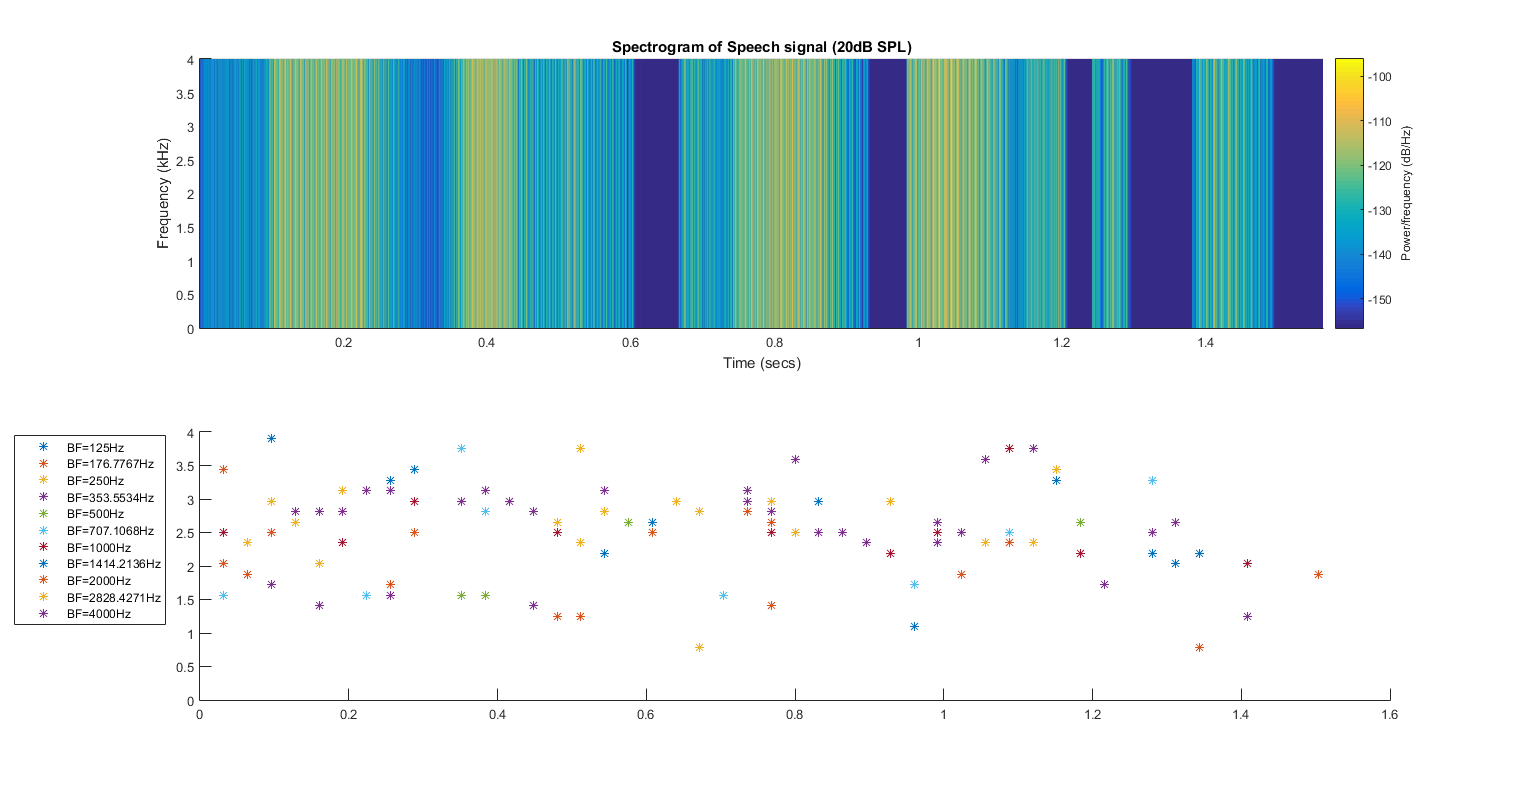 Spectrogram of Speech signal (20dB SPL)
4
3.5
3
2.5
2
1.5
1
0.5
0
Frequency (kHz)
0.2 0.4 0.6 0.8 1 1.2 1.4
Time (secs)
-100
-110
-120
-130
-140
-150
Power/frequency (dB/Hz)
BF=125Hz
BF=176.7767Hz
BF=250Hz
BF=353.5534Hz
BF=500Hz
BF=707.1068Hz
BF=1000Hz
BF=1414.2136Hz
BF=2000Hz
BF=2828.4271Hz
BF=4000Hz
4
3.5
3
2.5
2
1.5
1
0.5
0
0 0.2 0.4 0.6 0.8 1 1.2 1.4 1.6